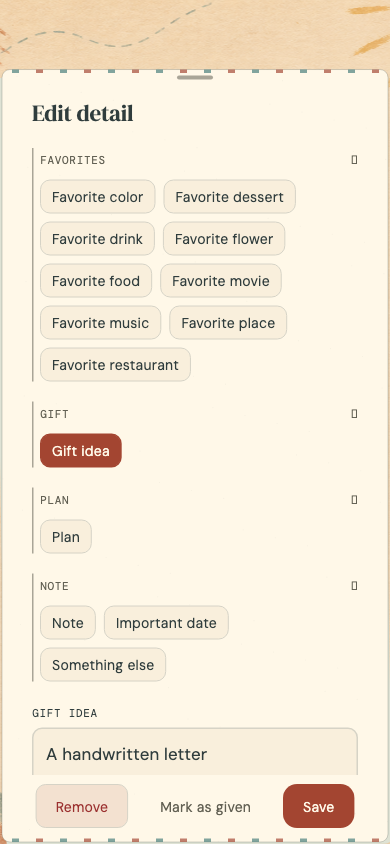 Edit detail
FAVORITES
Favorite color Favorite dessert
Favorite drink Favorite flower
Favorite food Favorite movie
Favorite music Favorite place
Favorite restaurant
GIFT
Gift idea
PLAN
Plan
NOTE
Note Important date
Something else
GIFT IDEA
A handwritten letter
Remove Mark as given Save